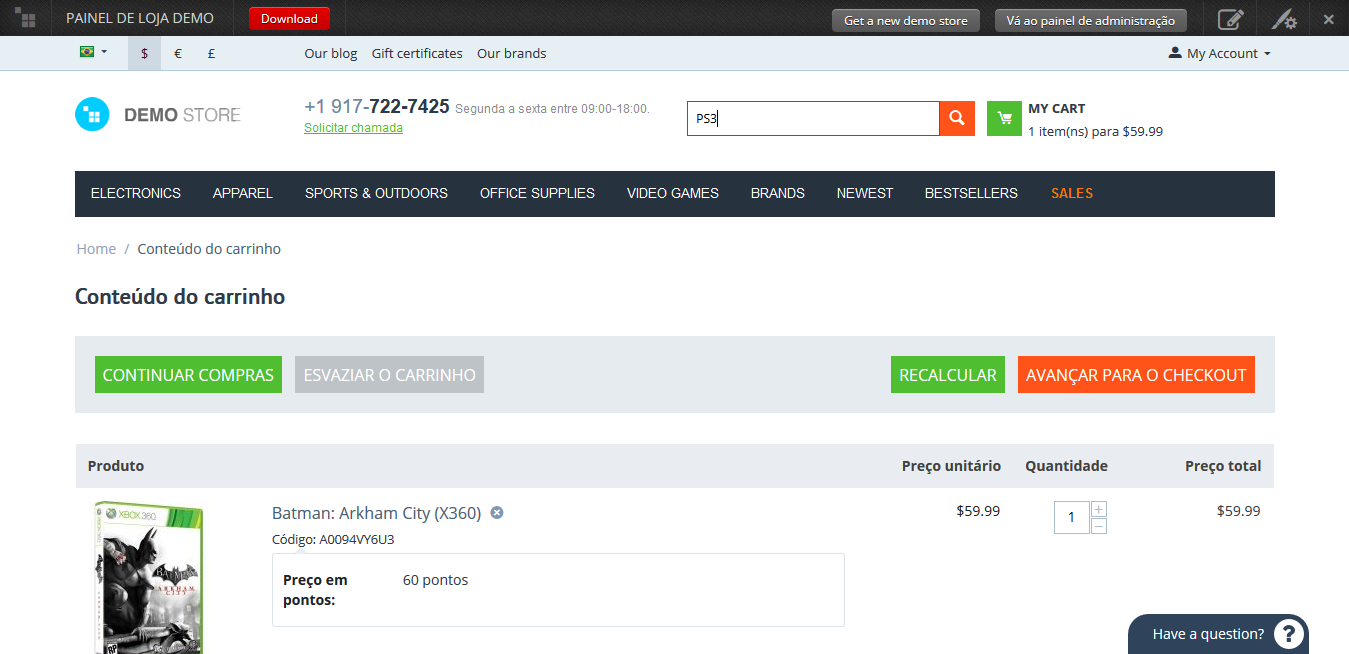 PAINEL DE LOJA DEMO Download Get a new demo store Vá ao painel de administração
$ € £ Our blog Gift certificates Our brands My Account
DEMO STORE +1 917-722-7425 Segunda a sexta entre 09:00-18:00. PS3 MY CART
Solicitar chamada 1 item(ns) para $59.99
ELECTRONICS APPAREL SPORTS & OUTDOORS OFFICE SUPPLIES VIDEO GAMES BRANDS NEWEST BESTSELLERS SALES
Home / Conteúdo do carrinho
Conteúdo do carrinho
CONTINUAR COMPRAS ESVAZIAR O CARRINHO RECALCULAR AVANÇAR PARA O CHECKOUT
Produto Preço unitário Quantidade Preço total
XBOX 360
Batman: Arkham City (X360) $59.99 1 $59.99
Código: A0094VY6U3
BATMAN
ARKHAM CITY
Preço em pontos: 60 pontos
RP
Have a question? ?